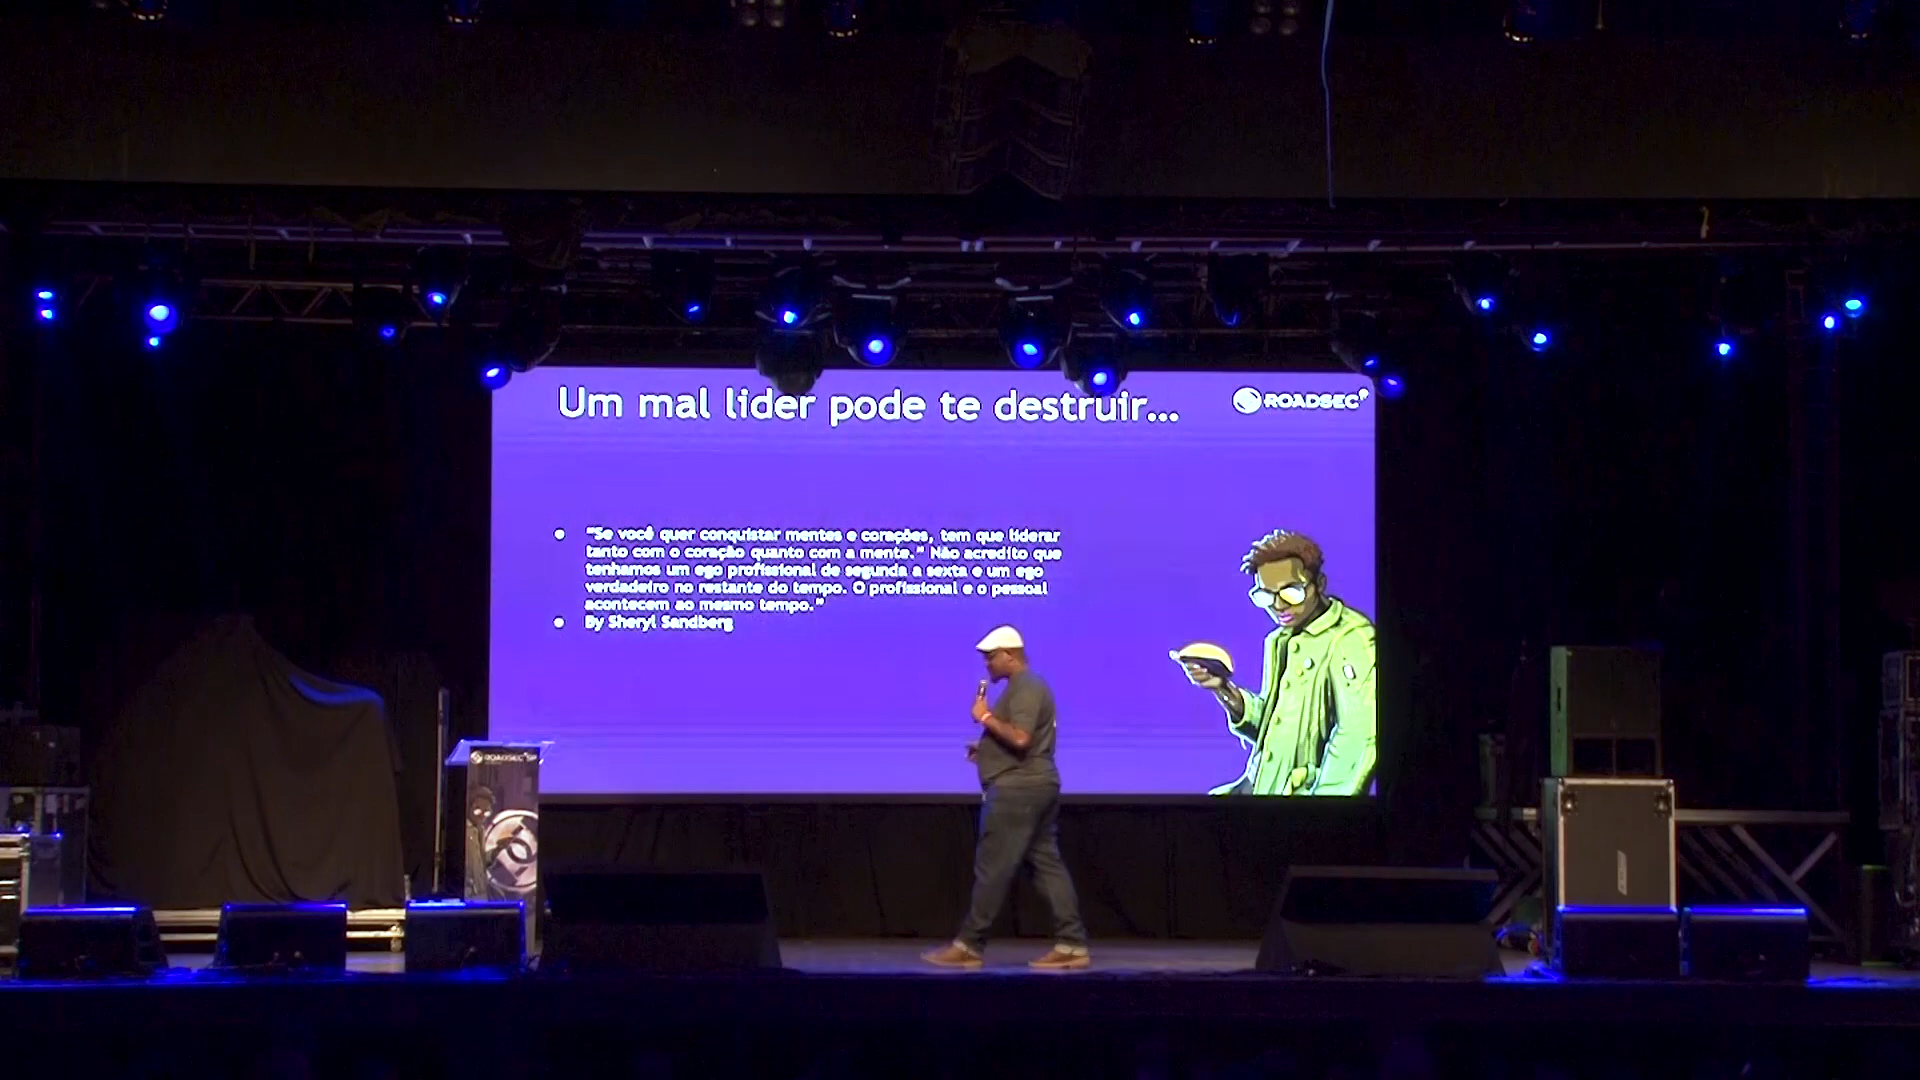 Um mal lider pode te destruir...
ROADSEC
"Se você quer conquistar mentes e corações, tem que liderar
tanto com o coração quanto com a mente." Não acredito que
tenhamos um ego profissional de segunda a sexta e um ego
verdadeiro no restante do tempo. O profissional e o pessoal
acontecem ao mesmo tempo."
By Sheryl Sandberg
ROADSEC SP